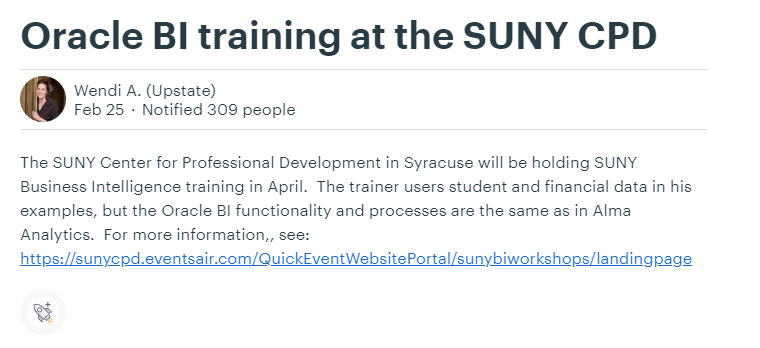 Oracle BI training at the SUNY CPD
Wendi A. (Upstate)
Feb 25 · Notified 309 people
The SUNY Center for Professional Development in Syracuse will be holding SUNY
Business Intelligence training in April.  The trainer users student and financial data in his
examples, but the Oracle BI functionality and processes are the same as in Alma
Analytics.  For more information,, see:
https://sunycpd.eventsair.com/QuickEventWebsitePortal/sunybiworkshops/landingpage